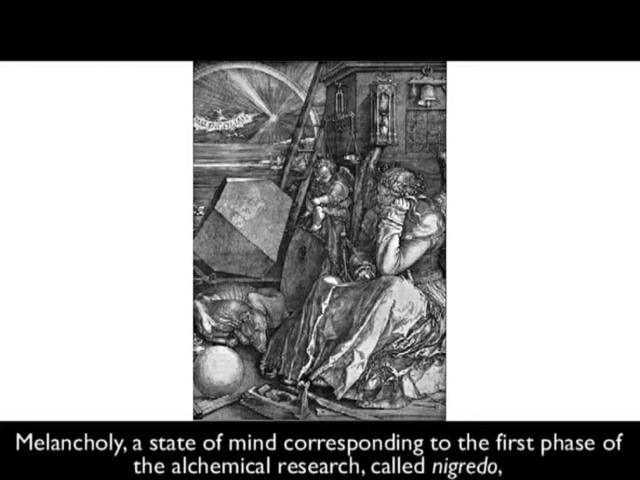 Melancholy, a state of mind corresponding to the first phase of
the alchemical research, called nigredo,